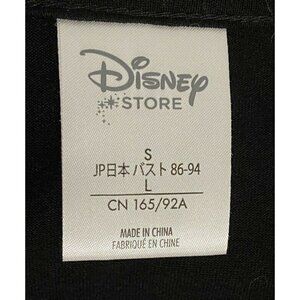 Disney
STORE
S
JP日本 バスト 86-94
L
CN 165/92A
MADE IN CHINA
FABRIQUÉ EN CHINE